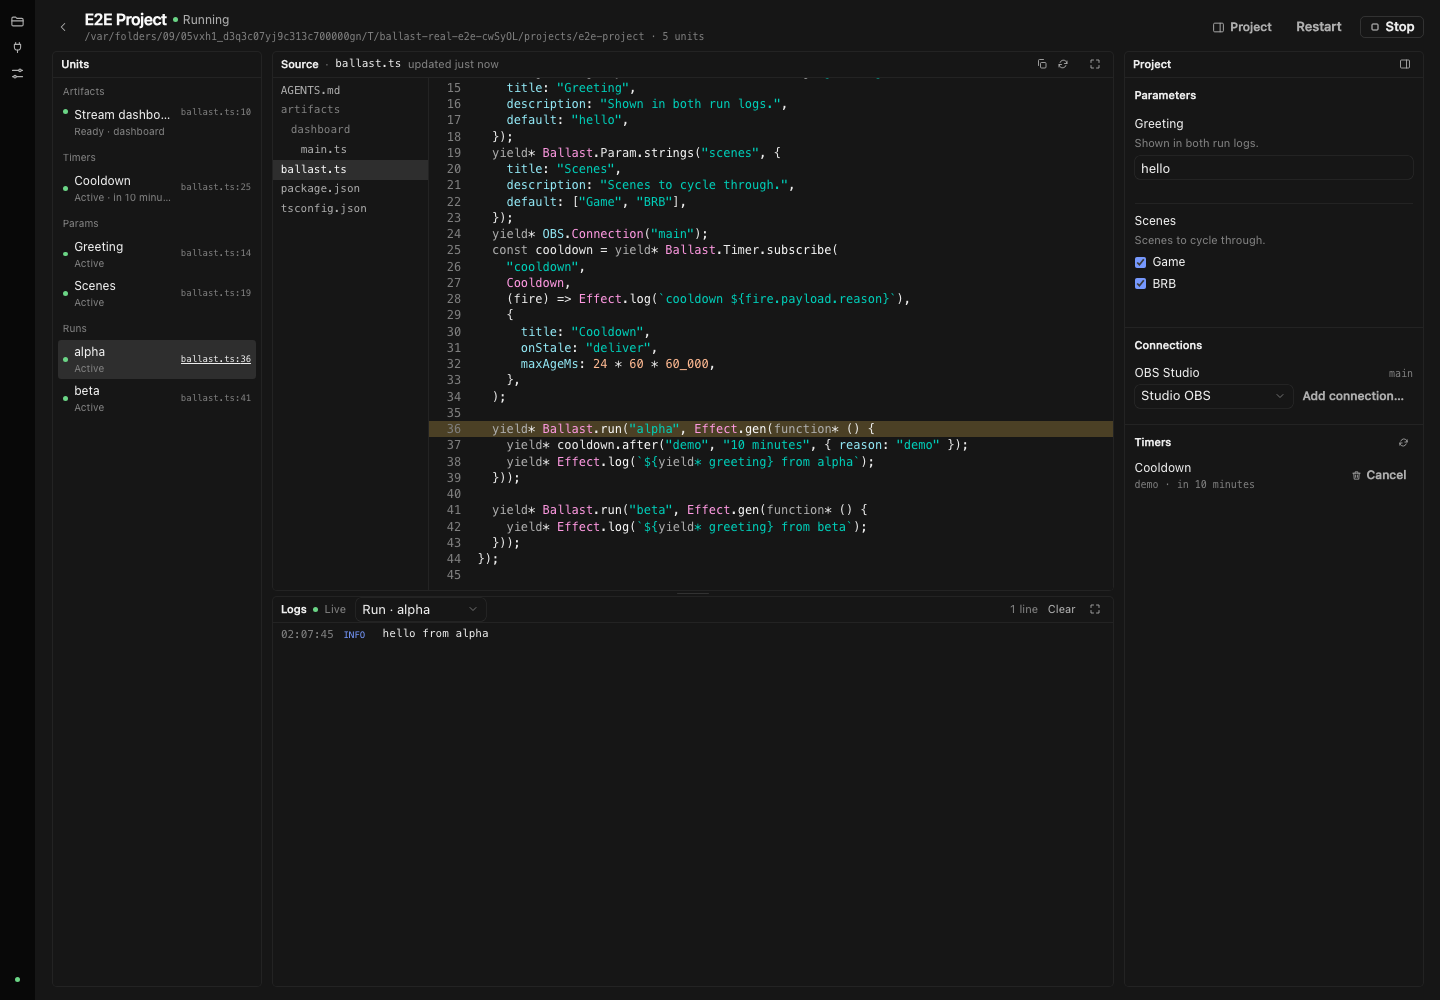 E2E Project
Running
/var/folders/09/05vxh1_d3q3c07yj9c313c700000gn/T/ballast-real-e2e-cwSyOL/projects/e2e-project · 5 units
Project
Restart
Stop
Units
Artifacts
Stream dashbo...
ballast.ts:10
Ready · dashboard
Timers
Cooldown
ballast.ts:25
Active · in 10 minu...
Params
Greeting
ballast.ts:14
Active
Scenes
ballast.ts:19
Active
Runs
alpha
ballast.ts:36
Active
beta
ballast.ts:41
Active
Source · ballast.ts updated just now
AGENTS.md
artifacts
dashboard
main.ts
ballast.ts
package.json
tsconfig.json
15 title: "Greeting",
16 description: "Shown in both run logs.",
17 default: "hello",
18 });
19 yield* Ballast.Param.strings("scenes", {
20 title: "Scenes",
21 description: "Scenes to cycle through.",
22 default: ["Game", "BRB"],
23 });
24 yield* OBS.Connection("main");
25 const cooldown = yield* Ballast.Timer.subscribe(
26 "cooldown",
27 Cooldown,
28 (fire) => Effect.log(`cooldown ${fire.payload.reason}`),
29 {
30 title: "Cooldown",
31 onStale: "deliver",
32 maxAgeMs: 24 * 60 * 60_000,
33 },
34 );
35
36 yield* Ballast.run("alpha", Effect.gen(function* () {
37 yield* cooldown.after("demo", "10 minutes", { reason: "demo" });
38 yield* Effect.log(`${yield* greeting} from alpha`);
39 }));
40
41 yield* Ballast.run("beta", Effect.gen(function* () {
42 yield* Effect.log(`${yield* greeting} from beta`);
43 }));
44 });
45
Logs
Live
Run · alpha
1 line
Clear
02:07:45 INFO hello from alpha
Project
Parameters
Greeting
Shown in both run logs.
hello
Scenes
Scenes to cycle through.
Game
BRB
Connections
OBS Studio
main
Studio OBS
Add connection...
Timers
Cooldown
demo · in 10 minutes
Cancel